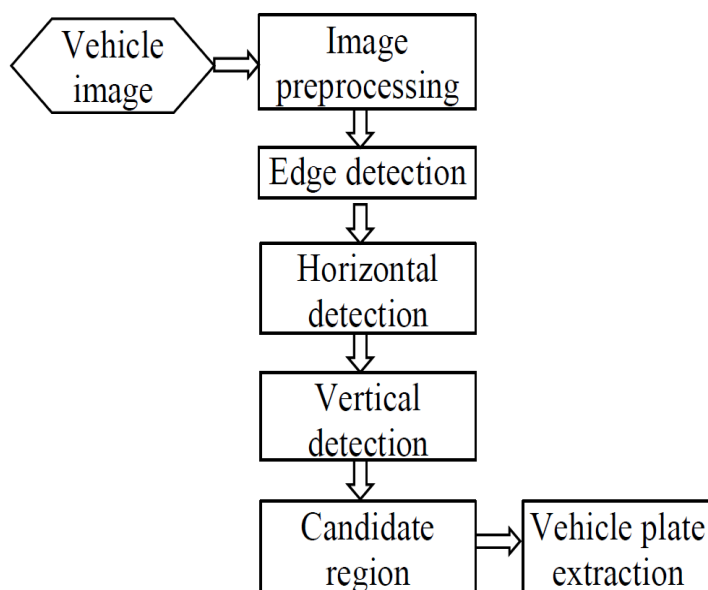 Vehicle
image
Image
preprocessing
Edge detection
Horizontal
detection
Vertical
detection
Candidate
region
Vehicle plate
extraction